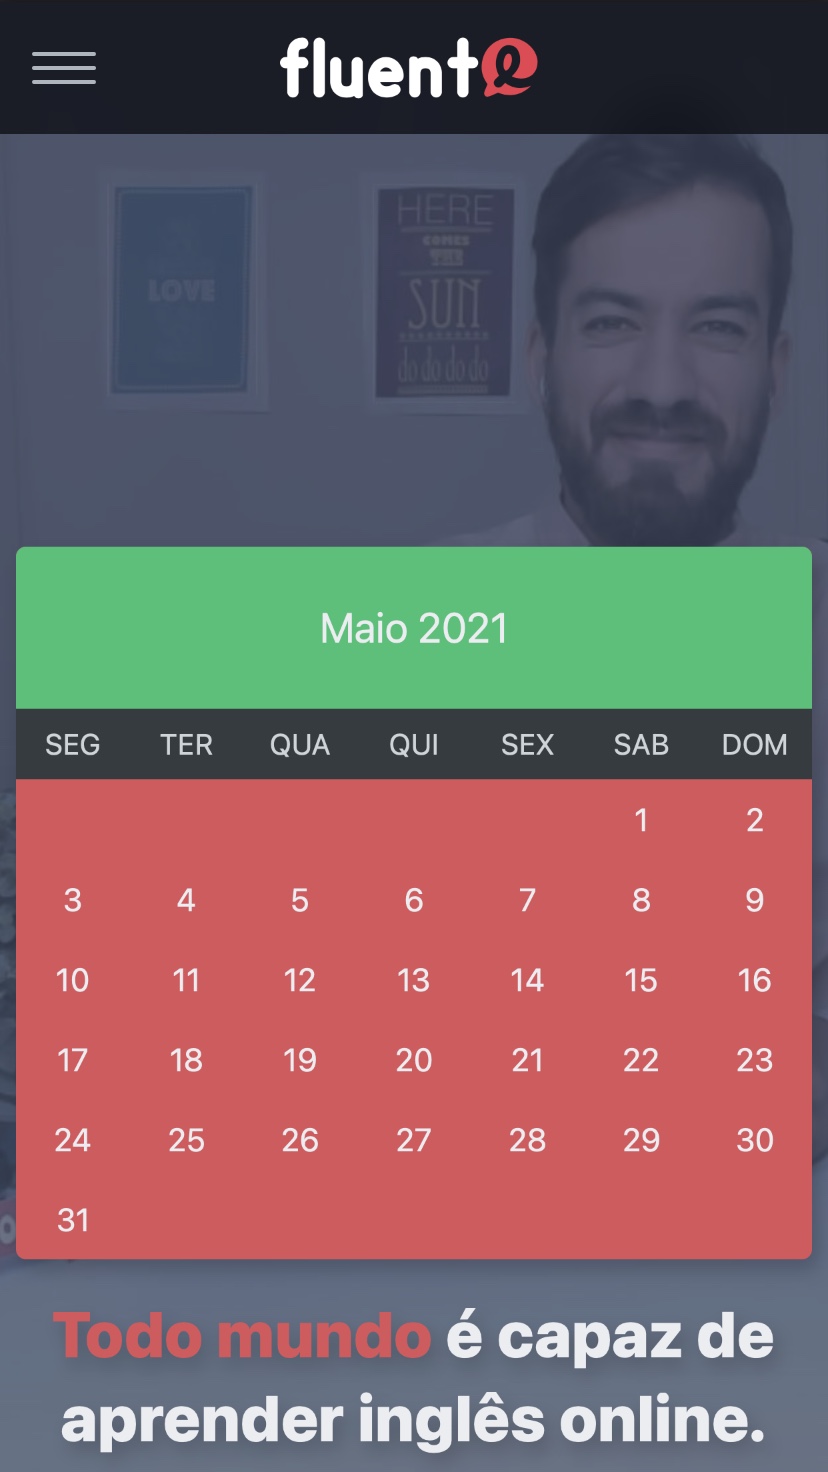 fluente
LOVE
HERE
COMES
THE
SUN
do do do do
Maio 2021
SEG TER QUA QUI SEX SAB DOM
1 2
3 4 5 6 7 8 9
10 11 12 13 14 15 16
17 18 19 20 21 22 23
24 25 26 27 28 29 30
31
Todo mundo é capaz de
aprender inglês online.